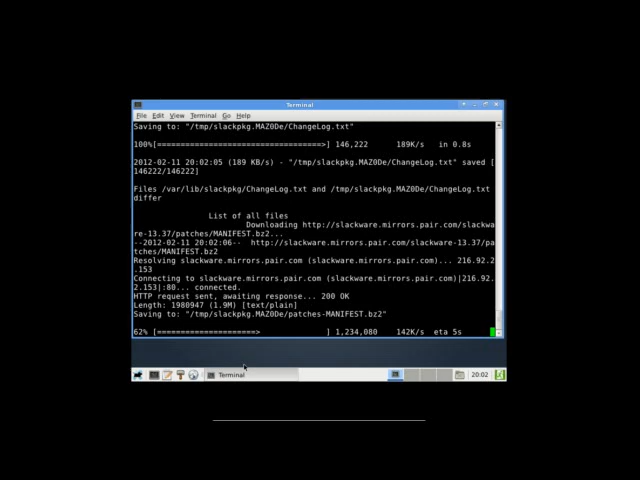 Terminal
File Edit View Terminal Go Help
Saving to: "/tmp/slackpkg.MAZ0De/ChangeLog.txt"
100%[===================================>] 146,222 189K/s in 0.8s
2012-02-11 20:02:05 (189 KB/s) - "/tmp/slackpkg.MAZ0De/ChangeLog.txt" saved [
146222/146222]
Files /var/lib/slackpkg/ChangeLog.txt and /tmp/slackpkg.MAZ0De/ChangeLog.txt
differ
List of all files
Downloading http://slackware.mirrors.pair.com/slackwa
re-13.37/patches/MANIFEST.bz2...
--2012-02-11 20:02:06-- http://slackware.mirrors.pair.com/slackware-13.37/pa
tches/MANIFEST.bz2
Resolving slackware.mirrors.pair.com (slackware.mirrors.pair.com)... 216.92.2
.153
Connecting to slackware.mirrors.pair.com (slackware.mirrors.pair.com)|216.92.
2.153|:80... connected.
HTTP request sent, awaiting response... 200 OK
Length: 1980947 (1.9M) [text/plain]
Saving to: "/tmp/slackpkg.MAZ0De/patches-MANIFEST.bz2"
62% [=====================> ] 1,234,080 142K/s eta 5s
Terminal 20:02